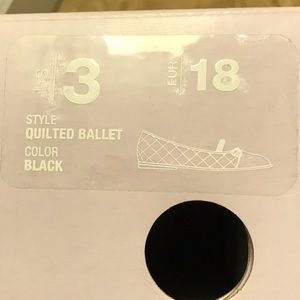 US 3 EUR 18
STYLE
QUILTED BALLET
COLOR
BLACK